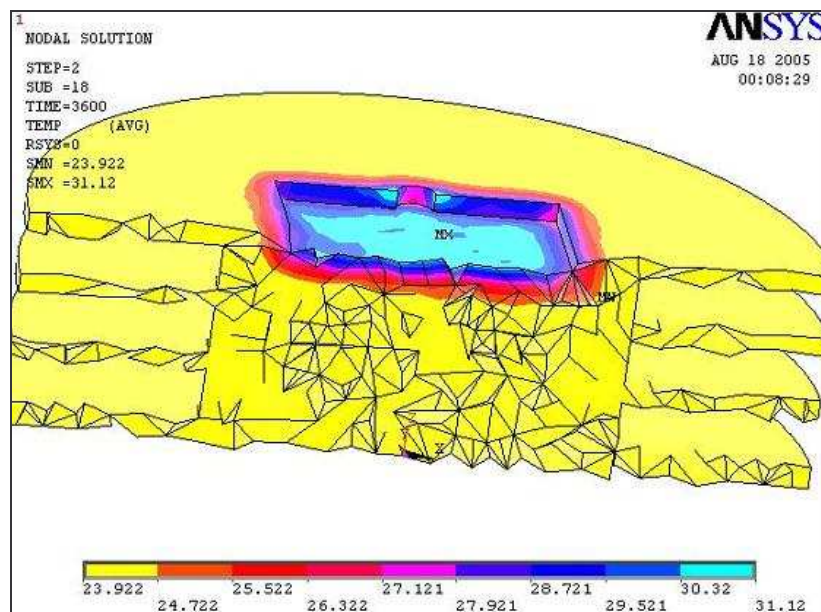 1
NODAL SOLUTION
STEP=2
SUB =18
TIME=3600
TEMP (AVG)
RSYS=0
SMN =23.922
SMX =31.12
ANSYS
AUG 18 2005
00:08:29
MX
MN
Z
23.922 25.522 27.121 28.721 30.32
24.722 26.322 27.921 29.521 31.12